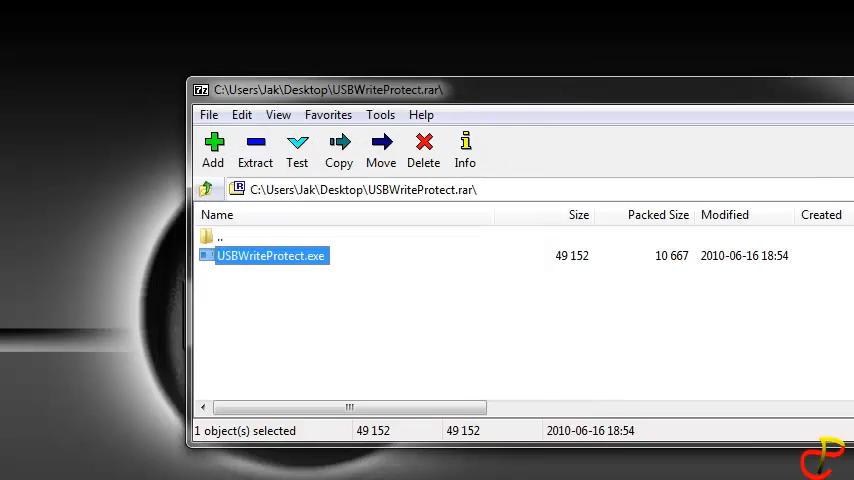 7z C:\Users\Jak\Desktop\USBWriteProtect.rar\
File Edit View Favorites Tools Help
Add Extract Test Copy Move Delete Info
C:\Users\Jak\Desktop\USBWriteProtect.rar\
Name Size Packed Size Modified Created
..
USBWriteProtect.exe 49 152 10 667 2010-06-16 18:54
1 object(s) selected 49 152 49 152 2010-06-16 18:54